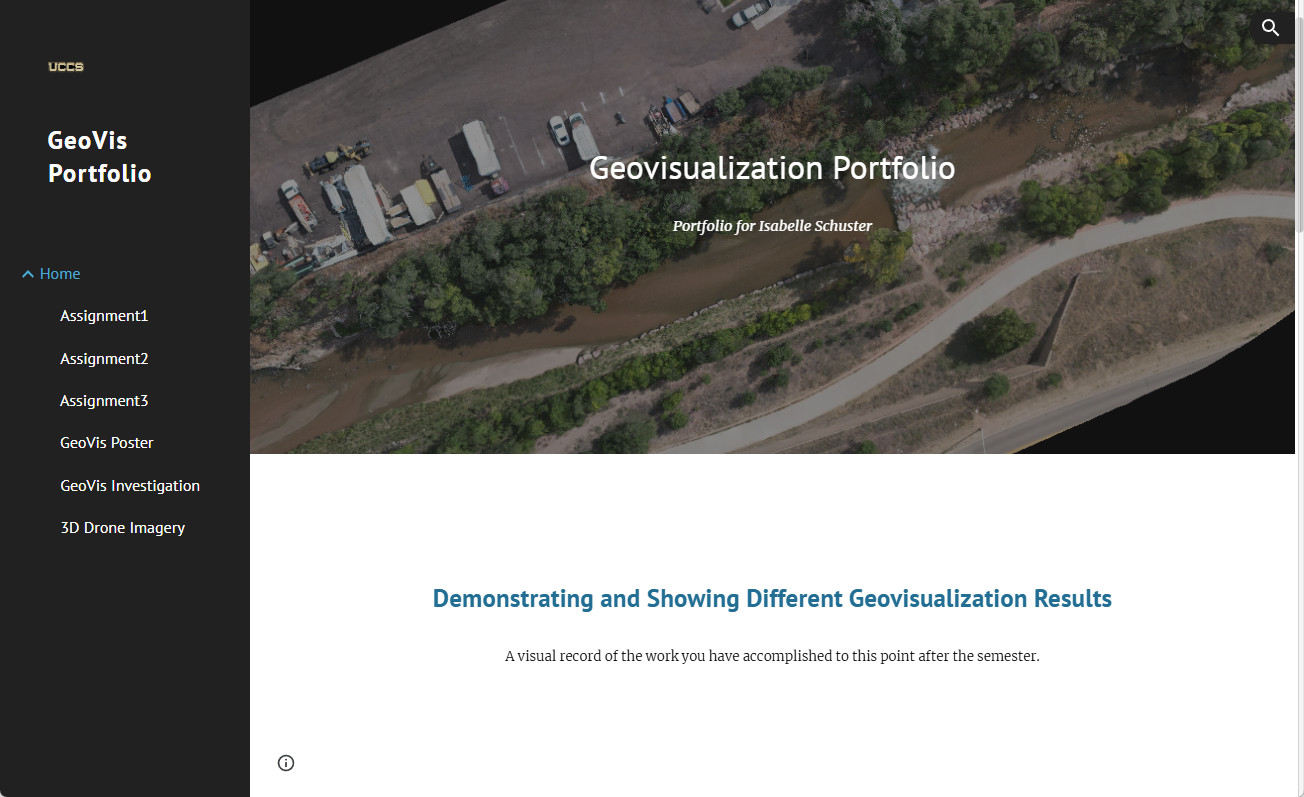 UCCS
GeoVis
Portfolio
Home
Assignment1
Assignment2
Assignment3
GeoVis Poster
GeoVis Investigation
3D Drone Imagery
Geovisualization Portfolio
Portfolio for Isabelle Schuster
Demonstrating and Showing Different Geovisualization Results
A visual record of the work you have accomplished to this point after the semester.